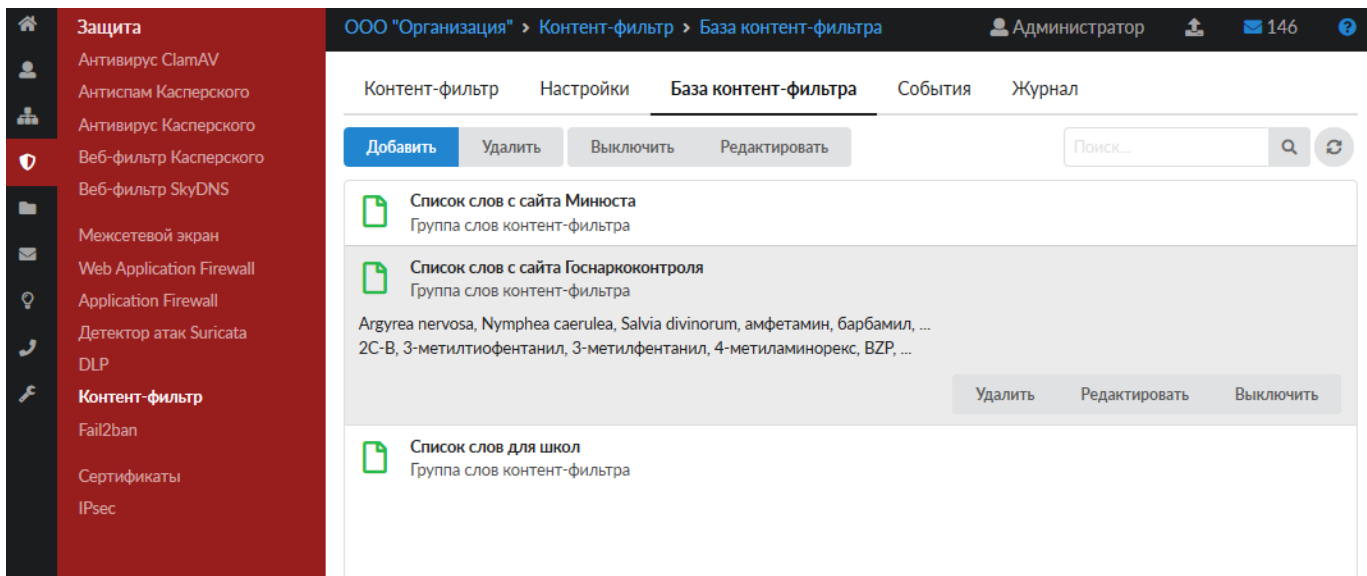 Защита
Антивирус ClamAV
Антиспам Касперского
Антивирус Касперского
Веб-фильтр Касперского
Веб-фильтр SkyDNS
Межсетевой экран
Web Application Firewall
Application Firewall
Детектор атак Suricata
DLP
Контент-фильтр
Fail2ban
Сертификаты
IPsec
ООО "Организация" > Контент-фильтр > База контент-фильтра Администратор 146
Контент-фильтр Настройки База контент-фильтра События Журнал
Добавить Удалить Выключить Редактировать Поиск...
Список слов с сайта Минюста
Группа слов контент-фильтра
Список слов с сайта Госнаркоконтроля
Группа слов контент-фильтра
Argyrea nervosa, Nymphea caerulea, Salvia divinorum, амфетамин, барбамил, ...
2C-B, 3-метилтиофентанил, 3-метилфентанил, 4-метиламинорекс, BZP, ...
Удалить Редактировать Выключить
Список слов для школ
Группа слов контент-фильтра